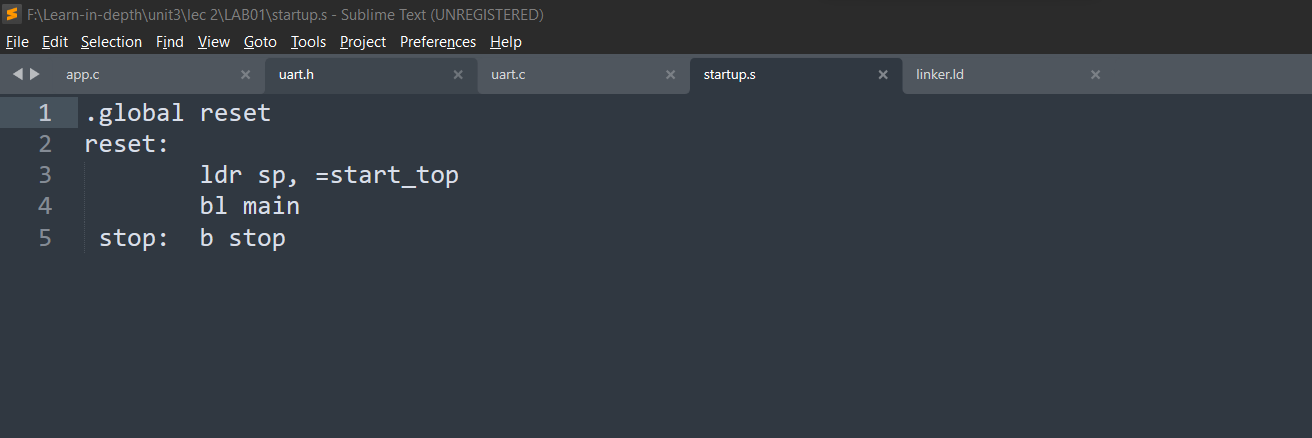 F:\Learn-in-depth\unit3\lec 2\LAB01\startup.s - Sublime Text (UNREGISTERED)
File Edit Selection Find View Goto Tools Project Preferences Help
app.c uart.h uart.c startup.s linker.ld
1 .global reset
2 reset:
3 ldr sp, =start_top
4 bl main
5 stop: b stop